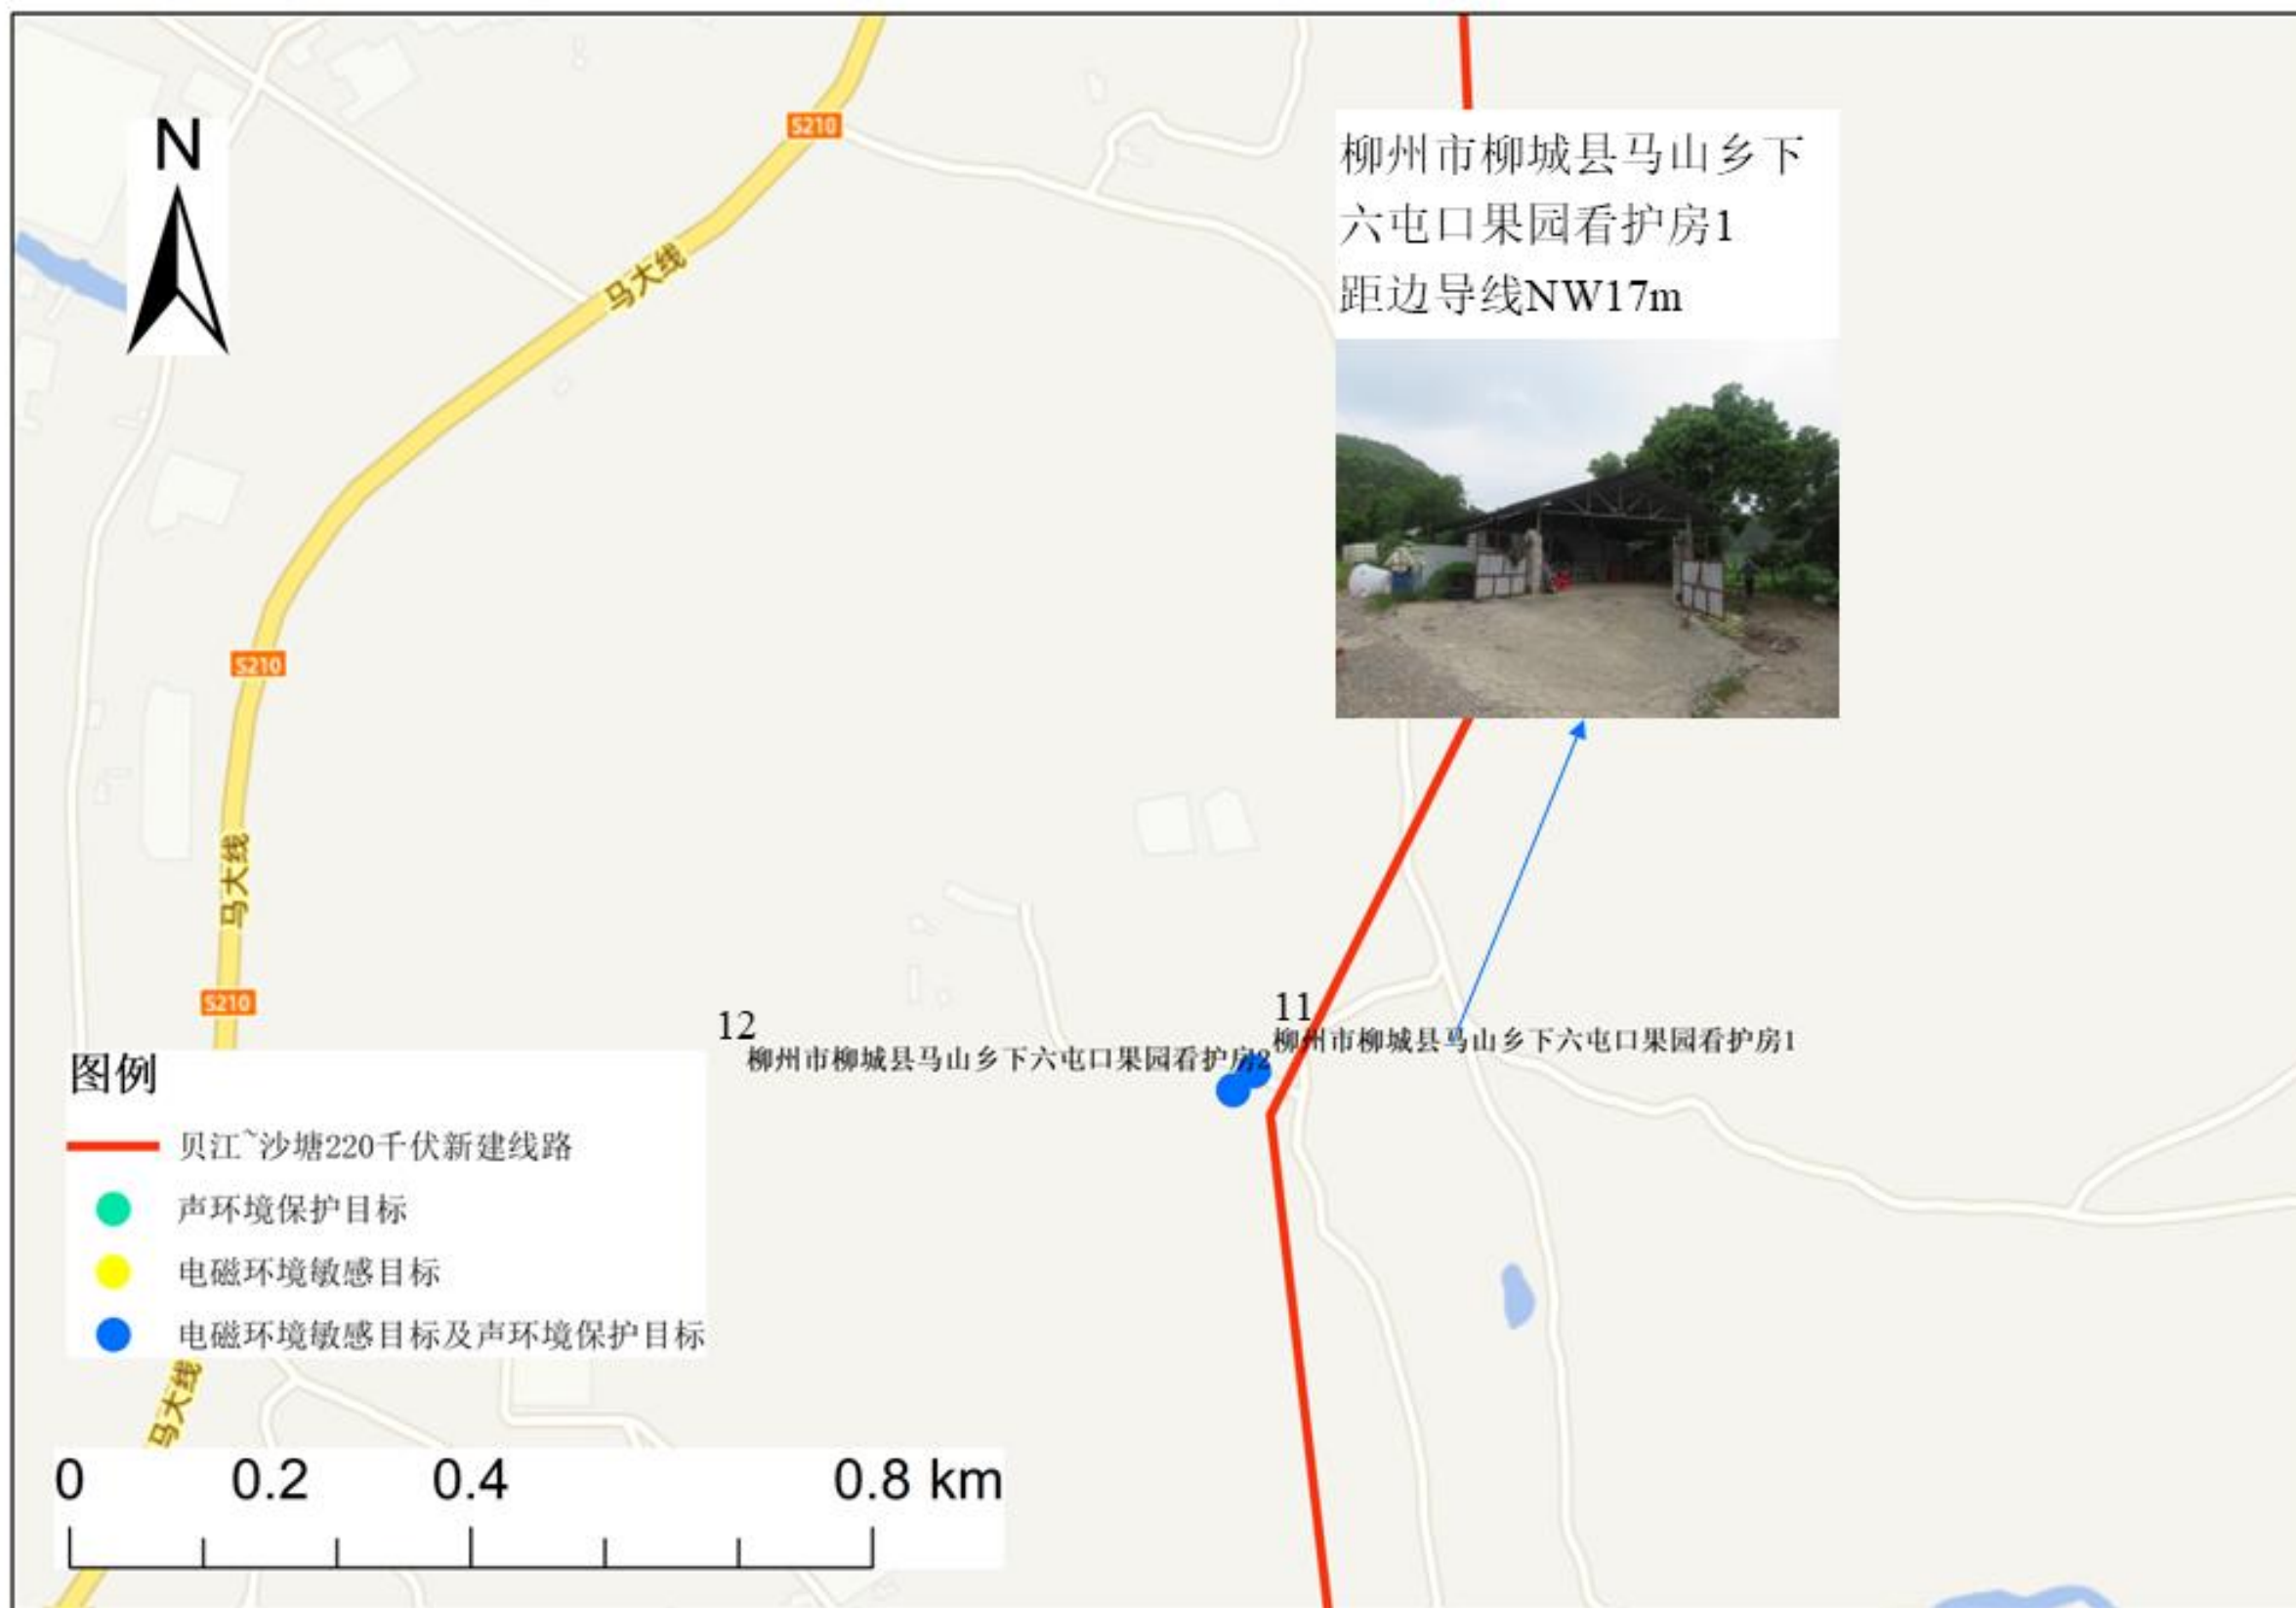 S210
N
柳州市柳城县马山乡下
六屯口果园看护房1
距边导线NW17m
马大线
S210
马大线
S210
11
12
柳州市柳城县马山乡下六屯口果园看护房1
柳州市柳城县马山乡下六屯口果园看护房2
图例
贝江~沙塘220千伏新建线路
声环境保护目标
电磁环境敏感目标
电磁环境敏感目标及声环境保护目标
马大线
0 0.2 0.4 0.8 km